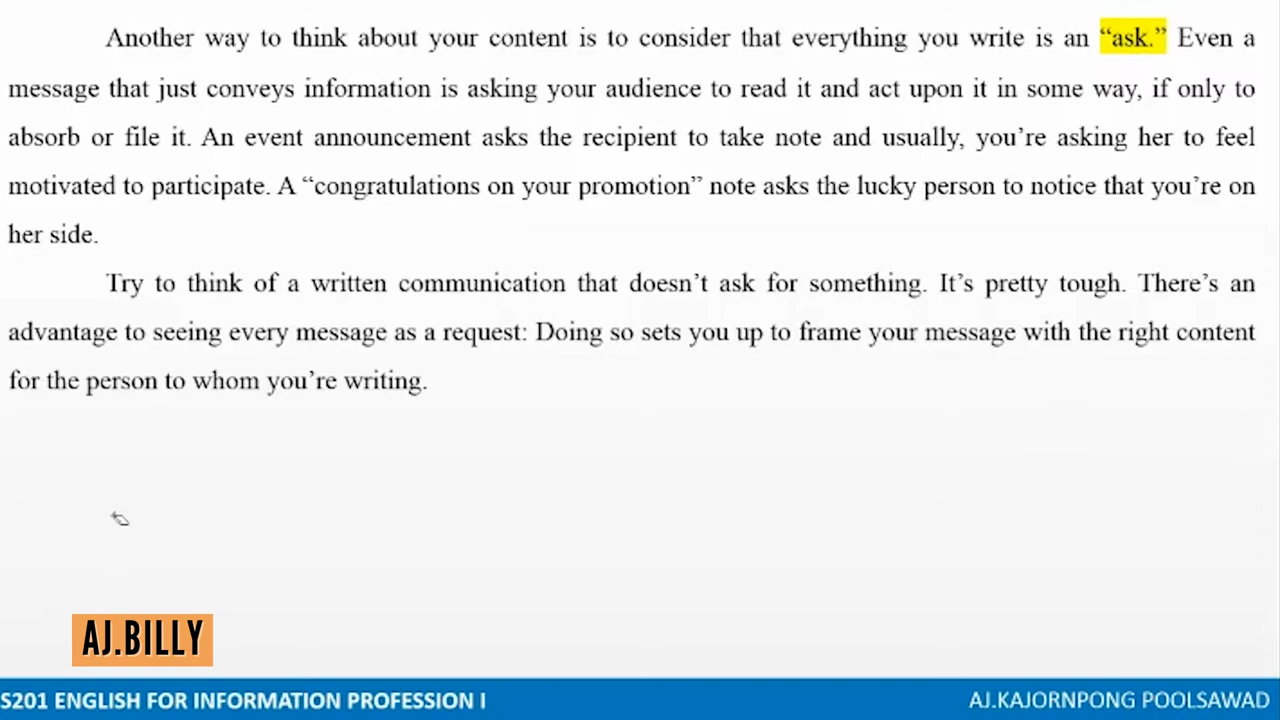 Another way to think about your content is to consider that everything you write is an “ask.” Even a
message that just conveys information is asking your audience to read it and act upon it in some way, if only to
absorb or file it. An event announcement asks the recipient to take note and usually, you’re asking her to feel
motivated to participate. A “congratulations on your promotion” note asks the lucky person to notice that you’re on
her side.
Try to think of a written communication that doesn’t ask for something. It’s pretty tough. There’s an
advantage to seeing every message as a request: Doing so sets you up to frame your message with the right content
for the person to whom you’re writing.
AJ.BILLY
S201 ENGLISH FOR INFORMATION PROFESSION I
AJ.KAJORNPONG POOLSAWAD